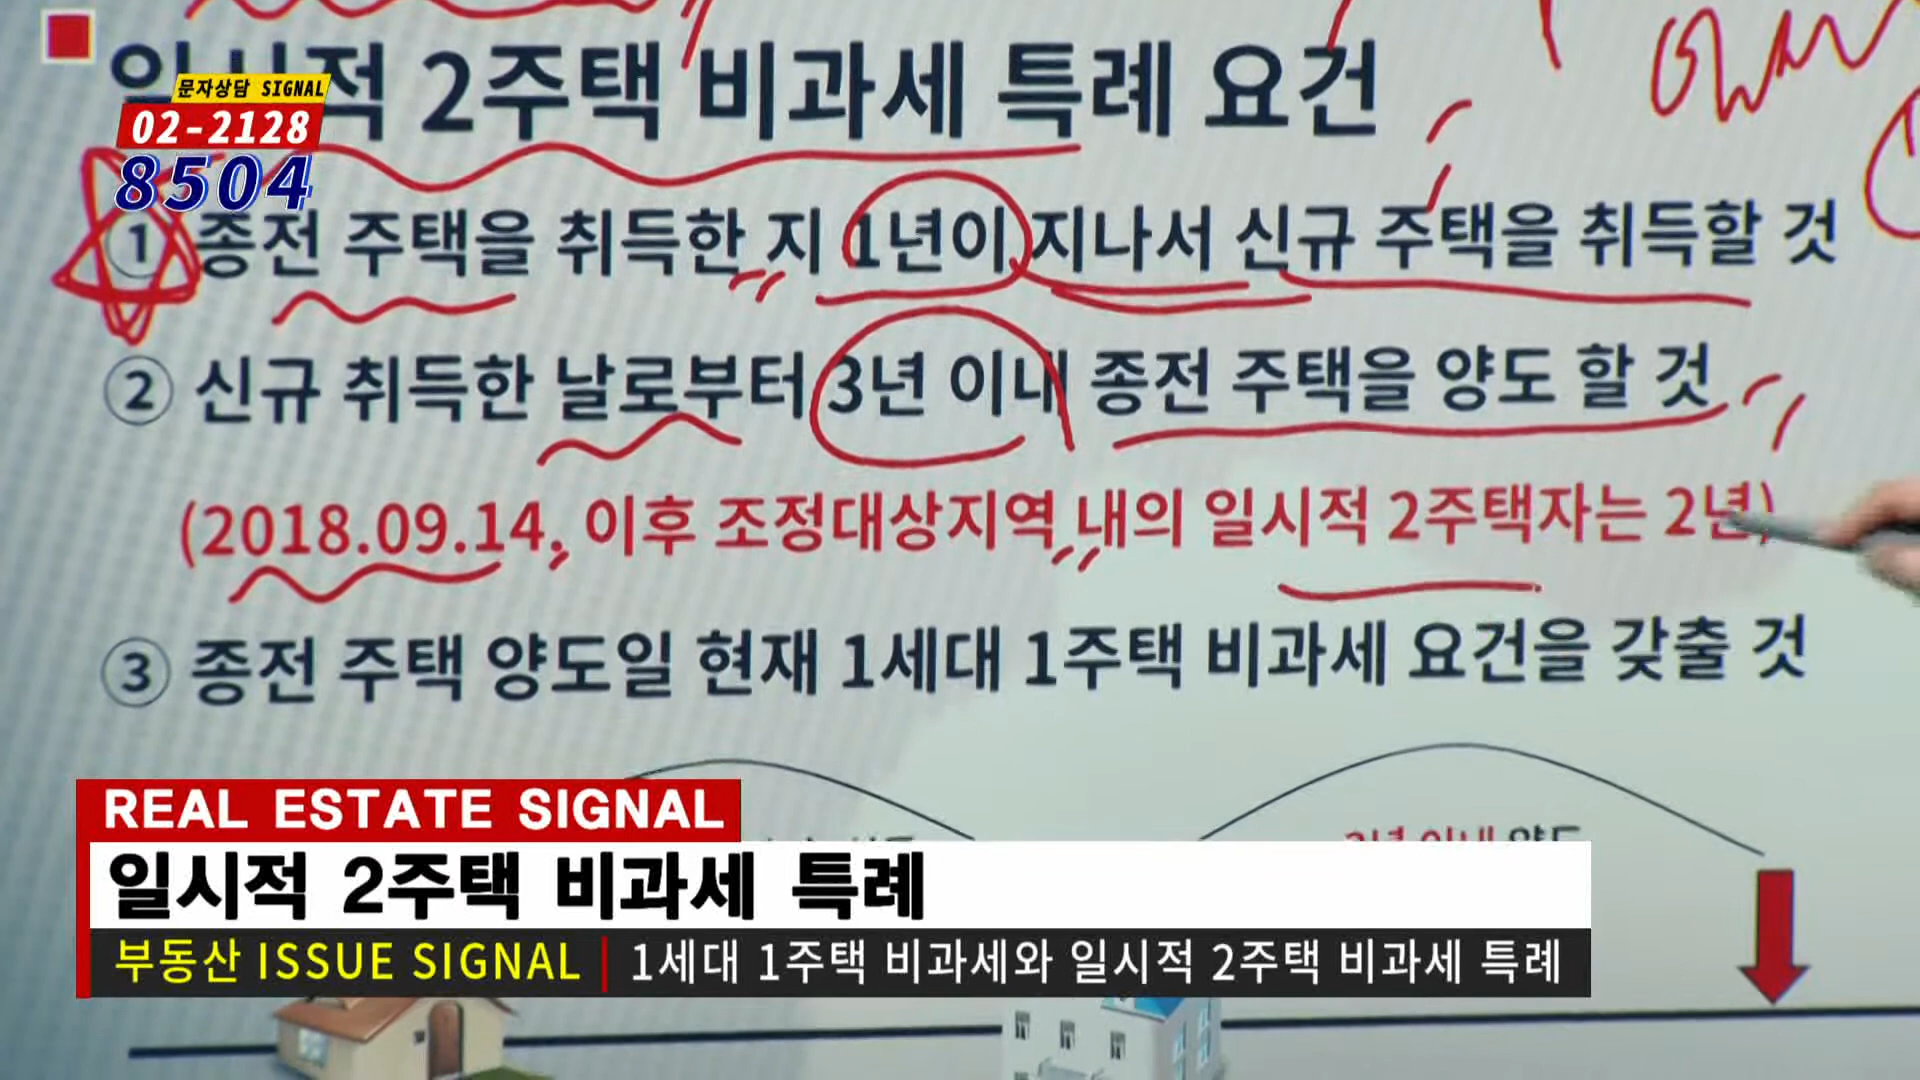 일시적 2주택 비과세 특례 요건
문자상담 SIGNAL
02-2128
8504
① 종전 주택을 취득한 지 1년이 지나서 신규 주택을 취득할 것
② 신규 취득한 날로부터 3년 이내 종전 주택을 양도 할 것
(2018.09.14. 이후 조정대상지역 내의 일시적 2주택자는 2년)
③ 종전 주택 양도일 현재 1세대 1주택 비과세 요건을 갖출 것
REAL ESTATE SIGNAL
일시적 2주택 비과세 특례
부동산 ISSUE SIGNAL | 1세대 1주택 비과세와 일시적 2주택 비과세 특례